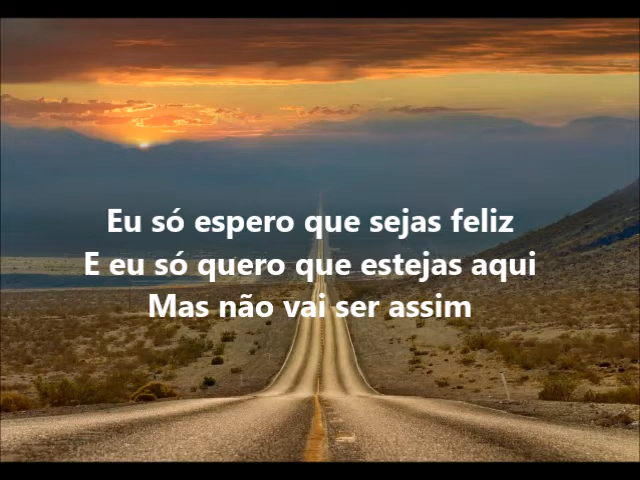 Eu só espero que sejas feliz
E eu só quero que estejas aqui
Mas não vai ser assim